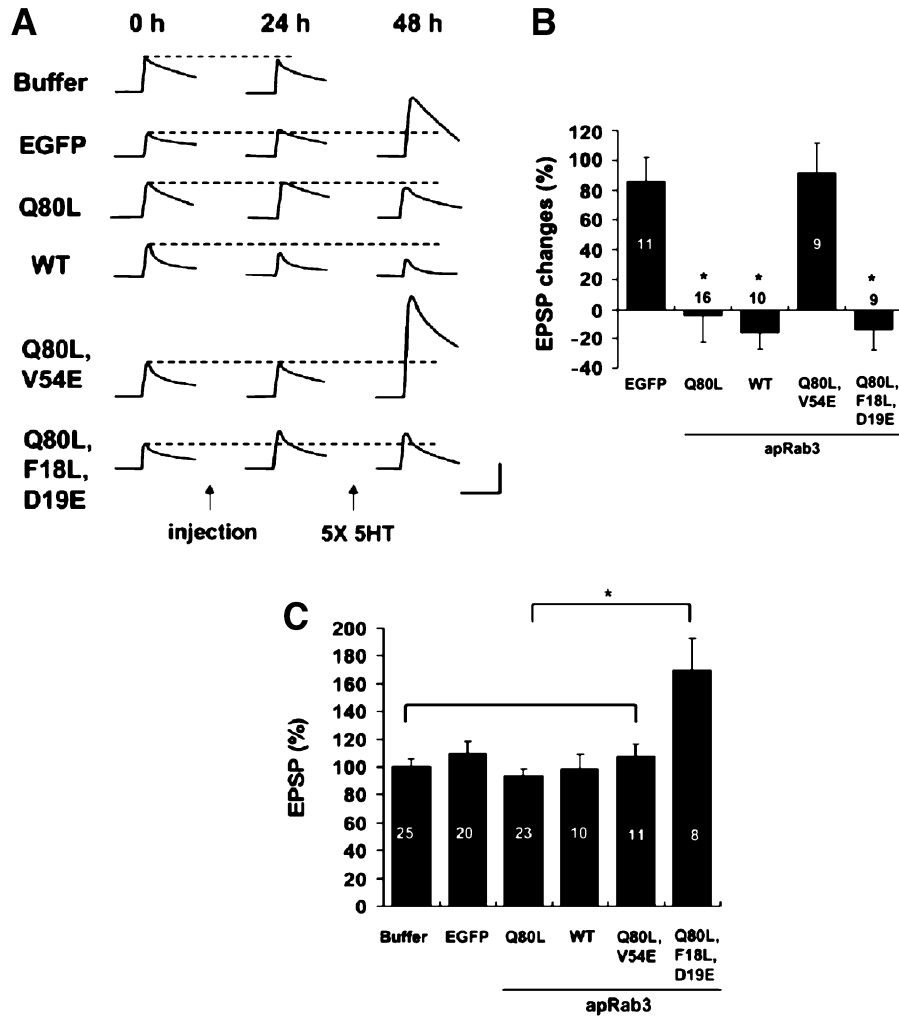 A
0 h 24 h 48 h
Buffer
EGFP
Q80L
WT
Q80L,
V54E
Q80L,
F18L,
D19E
injection 5X 5HT
B
EPSP changes (%)
120
100
80
60
40
20
0
-20
-40
11
*
16
*
10
9
*
9
EGFP Q80L WT Q80L, Q80L,
V54E F18L,
D19E
apRab3
C
EPSP (%)
200
180
160
140
120
100
80
60
40
20
0
*
25 20 23 10 11 8
Buffer EGFP Q80L WT Q80L, Q80L,
V54E F18L,
D19E
apRab3